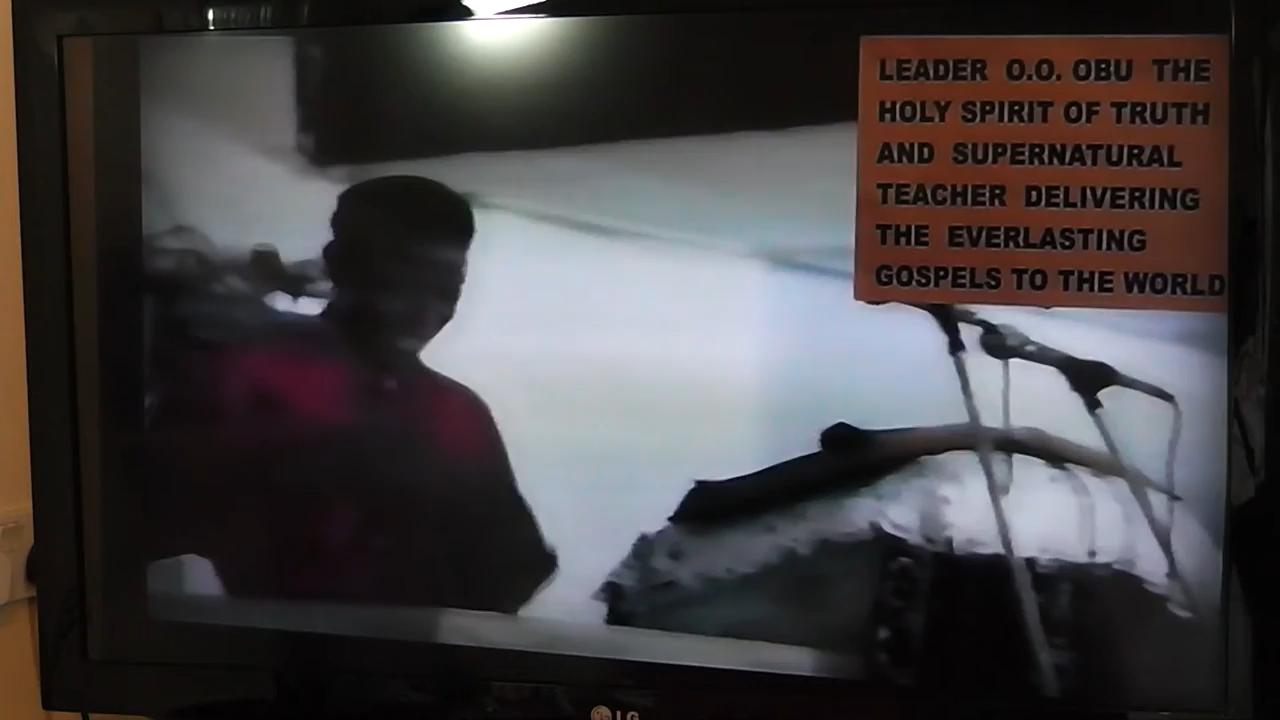 LEADER O.O. OBU THE
HOLY SPIRIT OF TRUTH
AND SUPERNATURAL
TEACHER DELIVERING
THE EVERLASTING
GOSPELS TO THE WORLD
LG